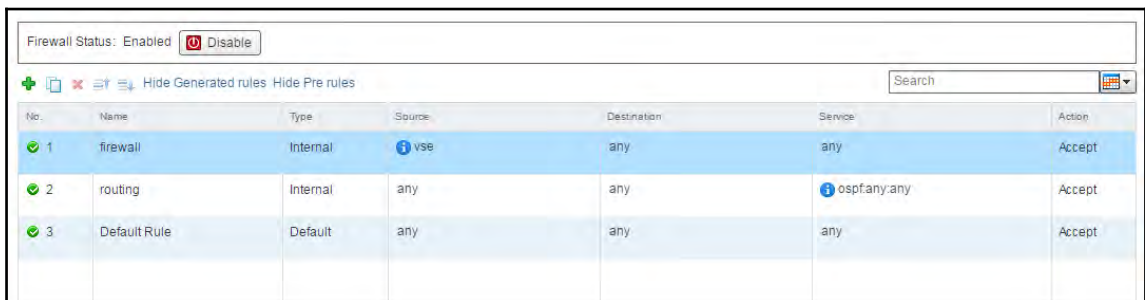 Firewall Status: Enabled Disable
Hide Generated rules Hide Pre rules Search
No. Name Type Source Destination Service Action
1 firewall Internal vse any any Accept
2 routing Internal any any ospf:any:any Accept
3 Default Rule Default any any any Accept